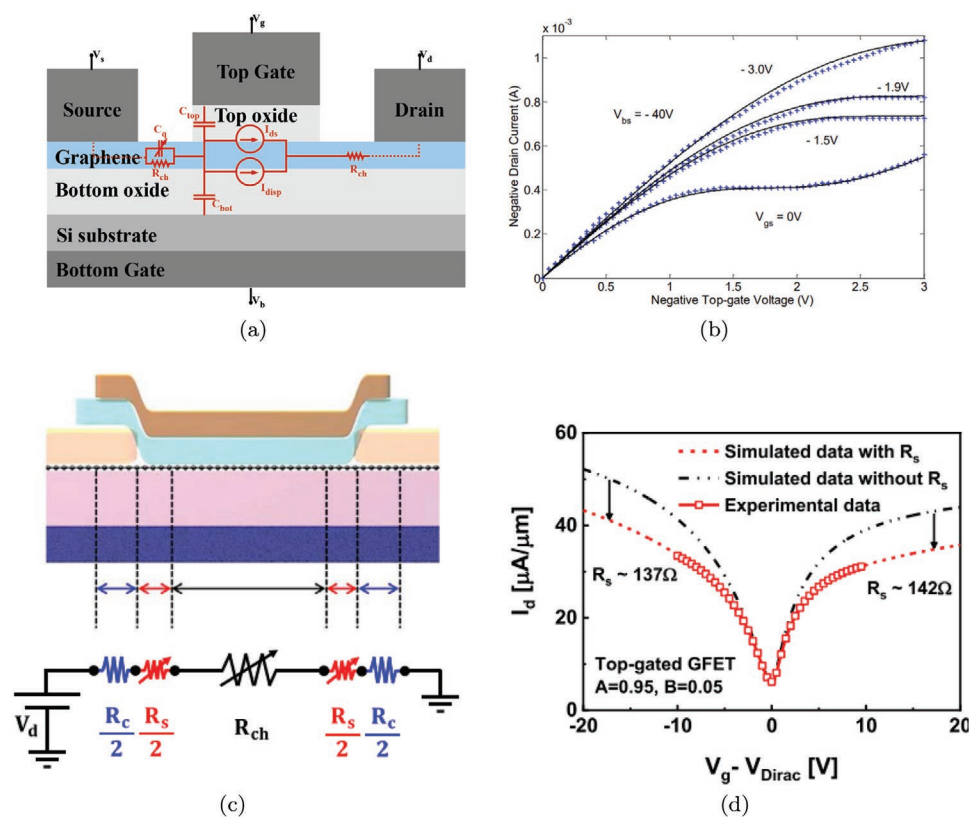 V_g
V_s
V_d
Top Gate
Source
Drain
Top oxide
C_top
C_q
I_ds
Graphene
R_ch
R_ch
I_disp
Bottom oxide
C_bot
Si substrate
Bottom Gate
V_b
(a)
x 10^-3
1
0.8
0.6
0.4
0.2
0
Negative Drain Current (A)
V_bs = - 40V
- 3.0V
- 1.9V
- 1.5V
V_gs = 0V
0 0.5 1.0 1.5 2.0 2.5 3.0
Negative Top-gate Voltage (V)
(b)
V_d
R_c/2
R_s/2
R_ch
R_s/2
R_c/2
(c)
60
40
20
0
I_d [μA/μm]
Simulated data with R_s
Simulated data without R_s
Experimental data
R_s ~ 137Ω
R_s ~ 142Ω
Top-gated GFET
A=0.95, B=0.05
-20 -10 0 10 20
V_g- V_Dirac [V]
(d)